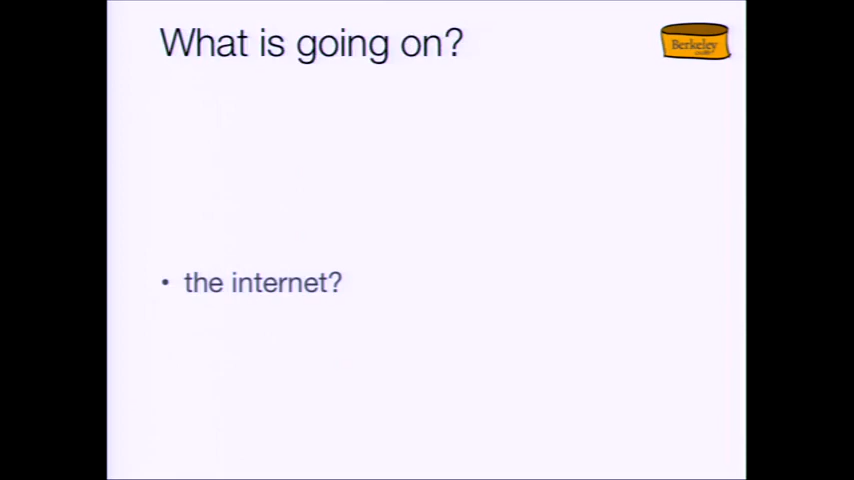 What is going on?
Berkeley
• the internet?